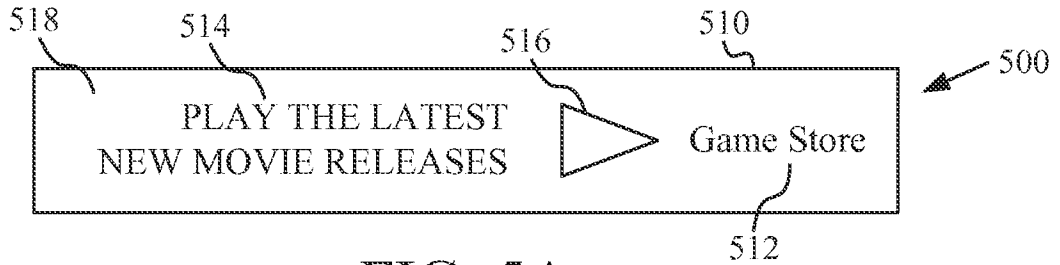 518
514
516
510
500
PLAY THE LATEST
NEW MOVIE RELEASES
Game Store
512